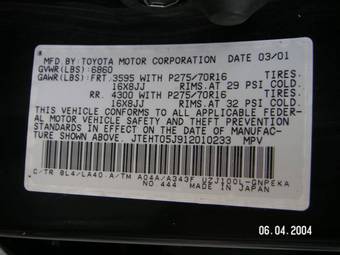 MFD.BY:TOYOTA MOTOR CORPORATION DATE 03/01
GVWR(LBS):6860
GAWR(LBS):FRT.3595 WITH P275/70R16 TIRES.
16X8JJ RIMS.AT 29 PSI COLD.
RR. 4300 WITH P275/70R16 TIRES.
16X8JJ RIMS.AT 32 PSI COLD.
THIS VEHICLE CONFORMS TO ALL APPLICABLE FEDER-
AL MOTOR VEHICLE SAFETY AND THEFT PREVENTION
STANDARDS IN EFFECT ON THE DATE OF MANUFAC-
TURE SHOWN ABOVE. JTEHT05J912010233 MPV
C/TR 8L4/LA40 A/TM A04A/A343F UZJ100L-GNPEKA
NO.444 MADE IN JAPAN
06.04.2004